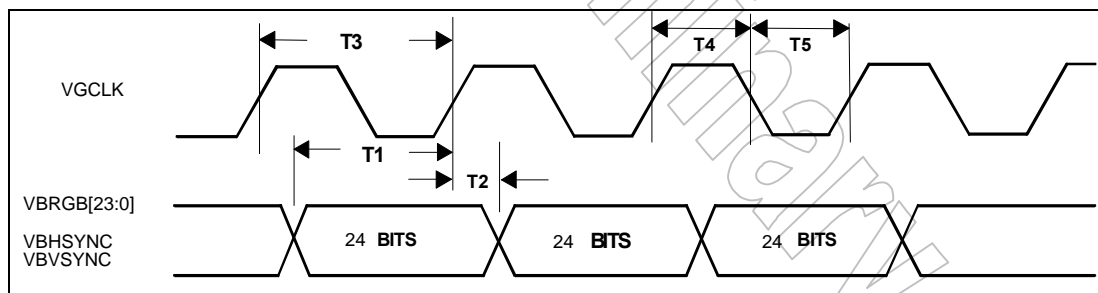 T3
T4
T5
VGCLK
T1
T2
VBRGB[23:0]
VBHSYNC
VBVSYNC
24 BITS
24 BITS
24 BITS